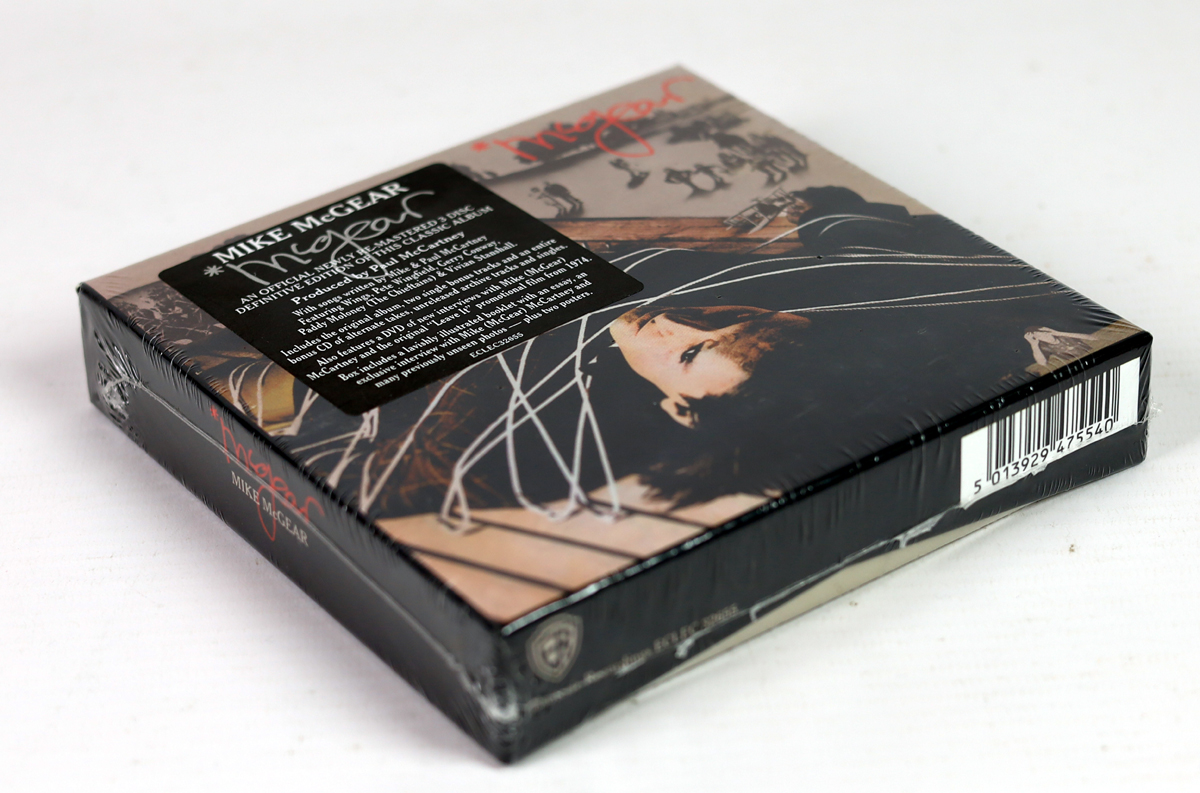 *McGear
MIKE McGEAR
*McGear
AN OFFICIAL NEWLY RE-MASTERED 3 DISC
DEFINITIVE EDITION OF THIS CLASSIC ALBUM
Produced by Paul McCartney
With songs written by Mike & Paul McCartney
Featuring Wings, Pete Wingfield, Gerry Conway,
Paddy Moloney (The Chieftains) & Vivian Stanshall.
Includes the original album, two single bonus tracks and an entire
bonus CD of alternate takes, unreleased archive tracks and singles.
Also features a DVD of new interviews with Mike (McGear)
McCartney and the original "Leave It" promotional film from 1974
Box includes a lavishly illustrated booklet with an essay, an
exclusive interview with Mike (McGear) McCartney and
many previously unseen photos — plus two posters.
ECLEC32655
*McGear
MIKE McGEAR
5 013929 475540
ECLEC 32655